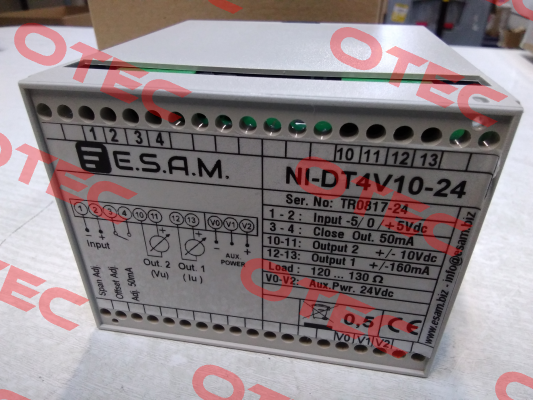 OTEC
1 2 3 4
10 11 12 13
E.S.A.M.
NI-DT4V10-24
Ser. No: TR0817-24
1 - 2 : Input -5/0/+5Vdc
3 - 4 : Close Out. 50mA
10-11: Output 2 +/- 10Vdc
12-13: Output 1 +/-160mA
Load : 120 ... 130 Ω
V0-V2: Aux.Pwr. 24Vdc
1 2 3 4 10 11 12 13 V0 V1 V2
Input
Out. 2 (Vu)
Out. 1 (Iu)
AUX POWER
Span Adj.
Offset Adj.
Adj. 50mA
0,5 CE
V0 V1 V2
www.esam.biz - info@esam.biz